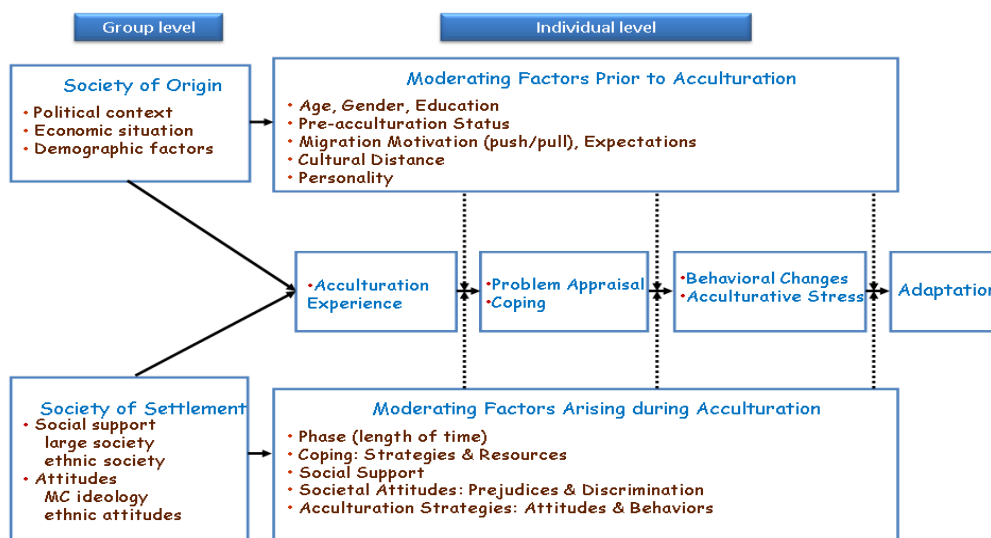 Group level
Individual level
Society of Origin
• Political context
• Economic situation
• Demographic factors
Moderating Factors Prior to Acculturation
• Age, Gender, Education
• Pre-acculturation Status
• Migration Motivation (push/pull), Expectations
• Cultural Distance
• Personality
• Acculturation
Experience
• Problem Appraisal
• Coping
• Behavioral Changes
• Acculturative Stress
Adaptation
Society of Settlement
• Social support
large society
ethnic society
• Attitudes
MC ideology
ethnic attitudes
Moderating Factors Arising during Acculturation
• Phase (length of time)
• Coping: Strategies & Resources
• Social Support
• Societal Attitudes: Prejudices & Discrimination
• Acculturation Strategies: Attitudes & Behaviors